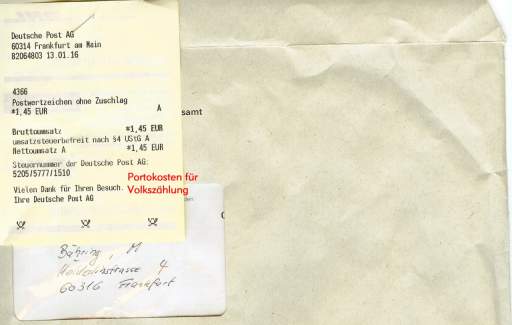 Deutsche Post AG
60314 Frankfurt am Main
82064803 13.01.16
4366
Postwertzeichen ohne Zuschlag
*1,45 EUR A
samt
Bruttoumsatz *1,45 EUR
umsatzsteuerbefreit nach §4 UStG A
Nettoumsatz A *1,45 EUR
Steuernummer der Deutsche Post AG:
5205/5777/1510
Portokosten für
Volkszählung
Vielen Dank für Ihren Besuch.
Ihre Deutsche Post AG
Bähring, M
4
60316 Frankfurt